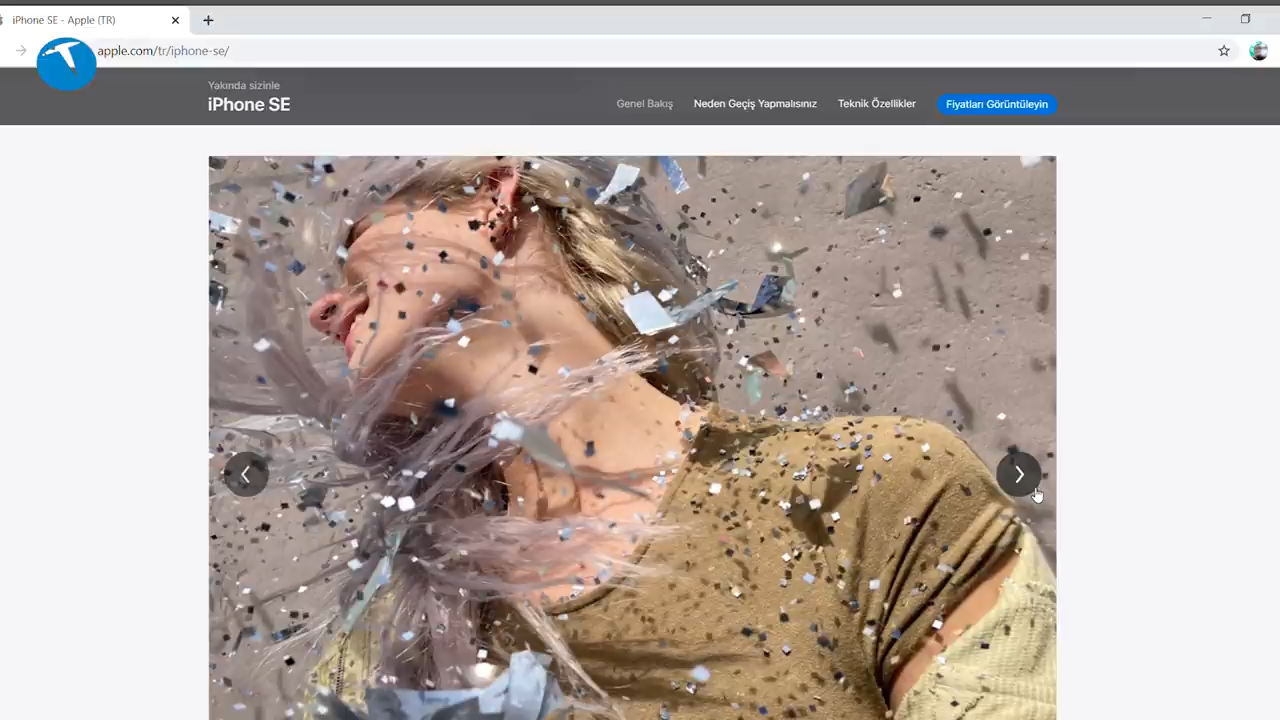 iPhone SE - Apple (TR)
apple.com/tr/iphone-se/
Yakında sizinle
iPhone SE
Genel Bakış
Neden Geçiş Yapmalısınız
Teknik Özellikler
Fiyatları Görüntüleyin